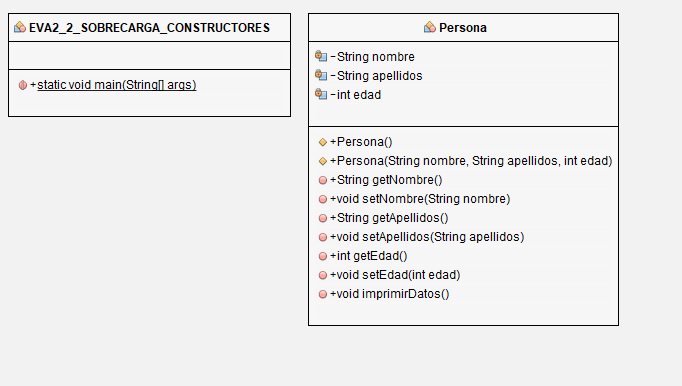 EVA2_2_SOBRECARGA_CONSTRUCTORES
+static void main(String[] args)
Persona
-String nombre
-String apellidos
-int edad
+Persona()
+Persona(String nombre, String apellidos, int edad)
+String getNombre()
+void setNombre(String nombre)
+String getApellidos()
+void setApellidos(String apellidos)
+int getEdad()
+void setEdad(int edad)
+void imprimirDatos()